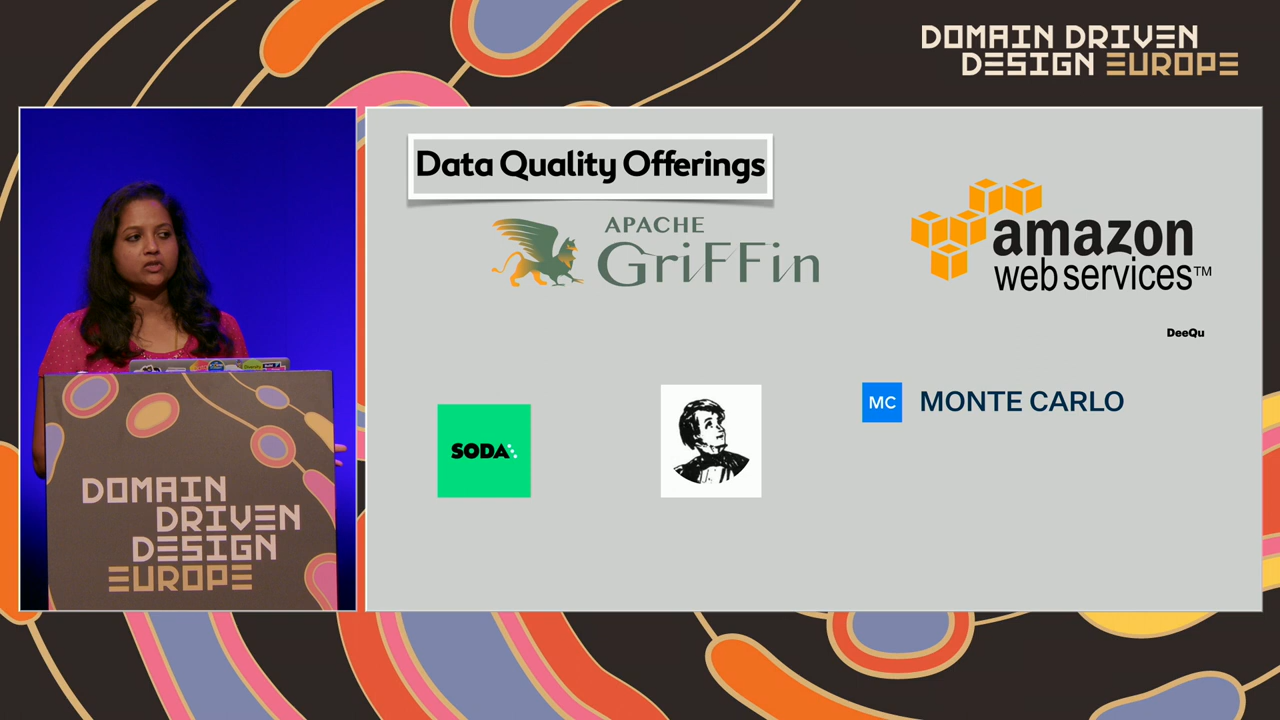 DOMAIN DRIVEN
DESIGN EUROPE
Data Quality Offerings
APACHE
GriFFin
amazon
web services™
DeeQu
SODA
MC MONTE CARLO
DOMAIN
DRIVEN
DESIGN
EUROPE